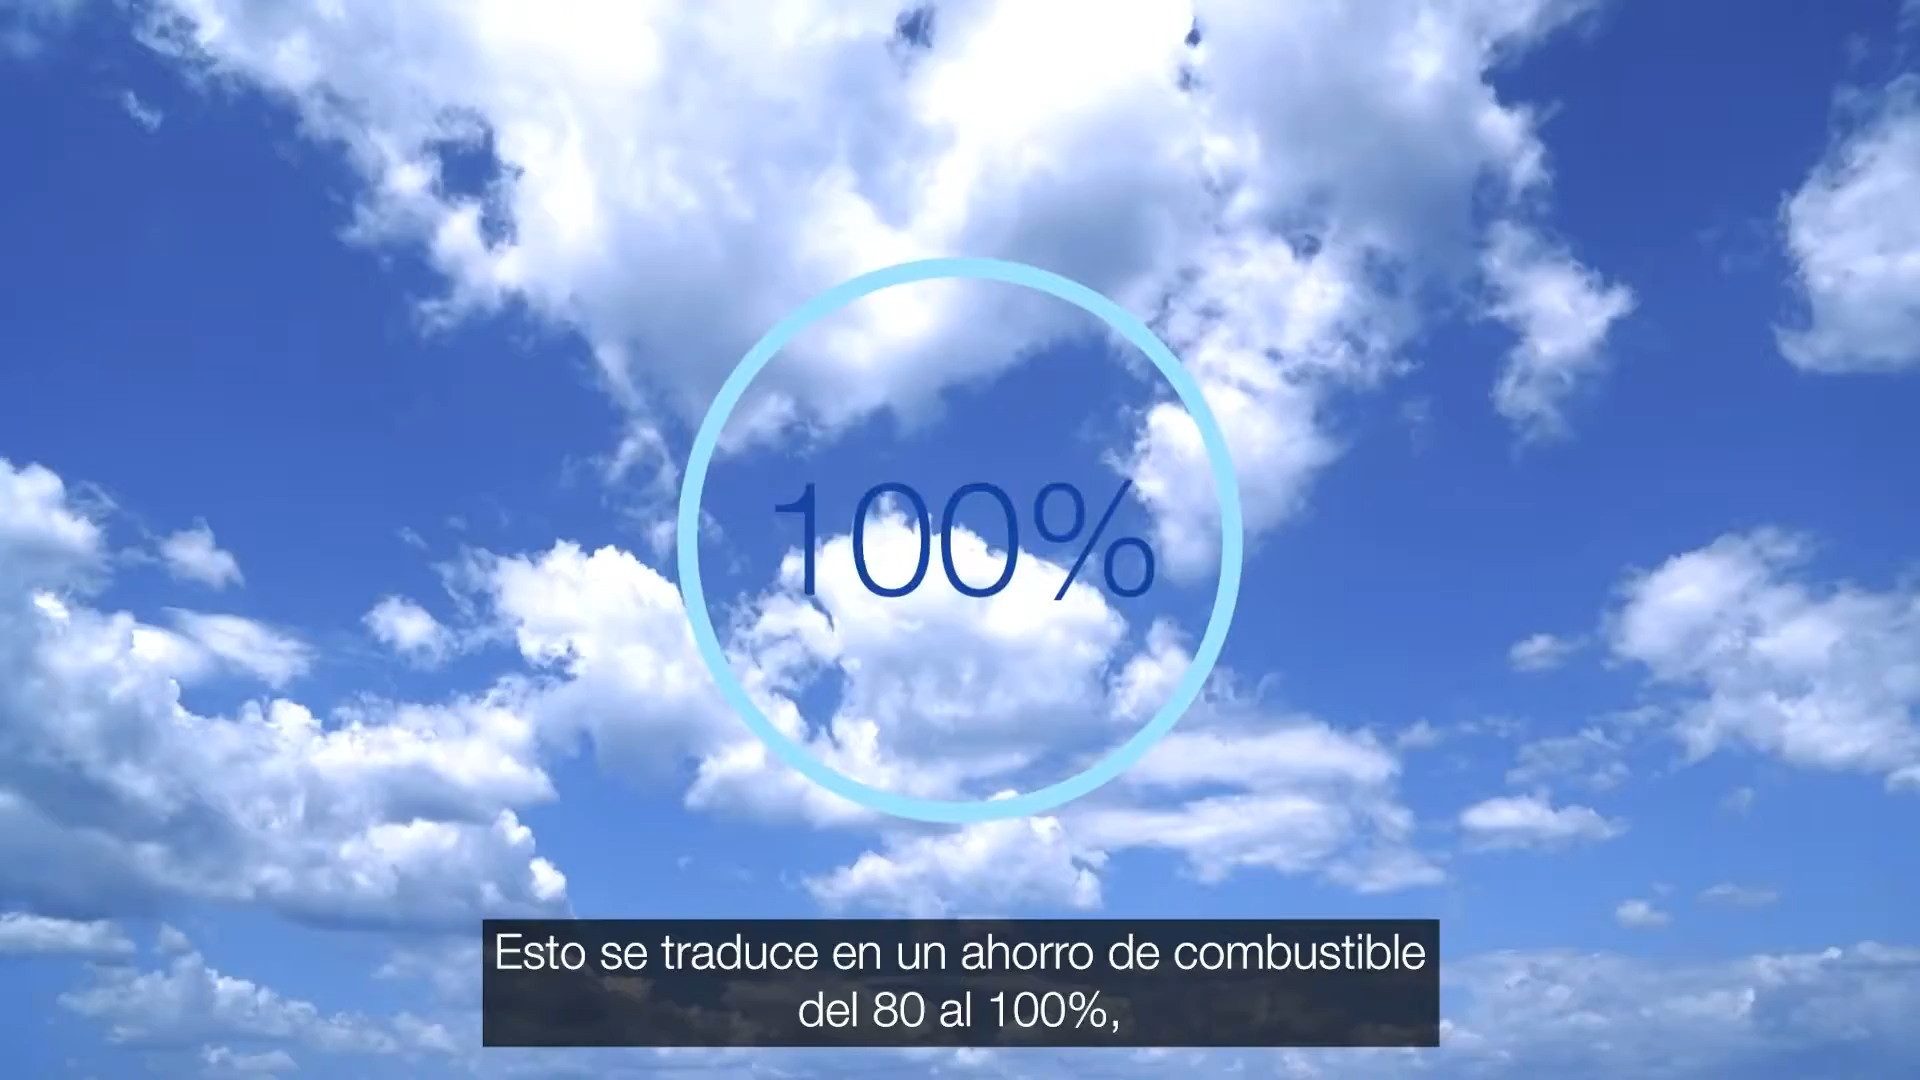 100%
Esto se traduce en un ahorro de combustible
del 80 al 100%,